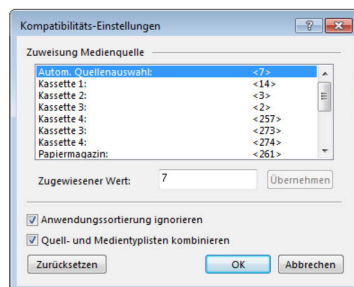 Kompatibilitäts-Einstellungen
Zuweisung Medienquelle
Autom. Quellenauswahl: <7>
Kassette 1: <14>
Kassette 2: <3>
Kassette 3: <2>
Kassette 4: <257>
Kassette 3: <273>
Kassette 4: <274>
Papiermagazin: <261>
Zugewiesener Wert: 7 Übernehmen
Anwendungssortierung ignorieren
Quell- und Medientyplisten kombinieren
Zurücksetzen OK Abbrechen